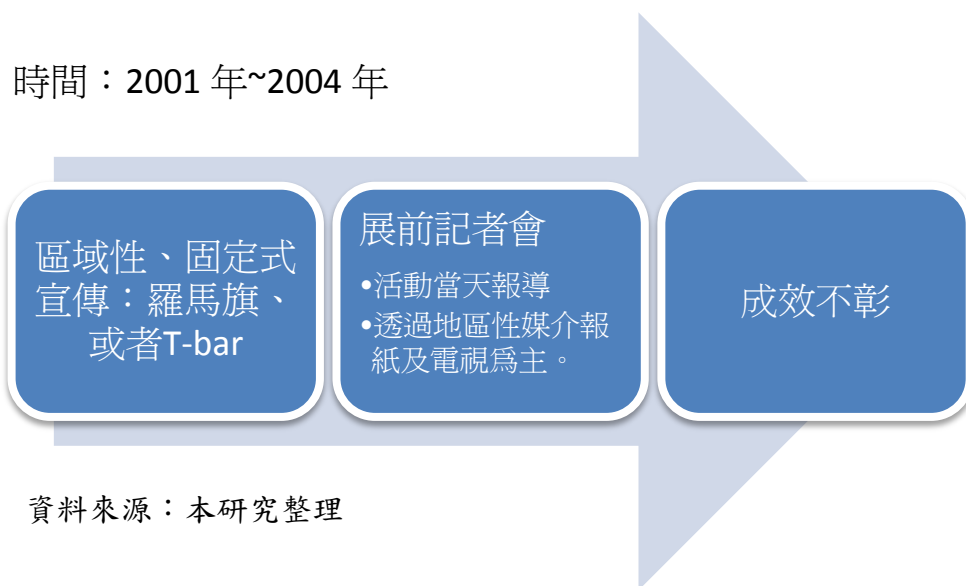 時間：2001 年~2004 年
區域性、固定式
宣傳：羅馬旗、
或者T-bar
展前記者會
•活動當天報導
•透過地區性媒介報
紙及電視為主。
成效不彰
資料來源：本研究整理